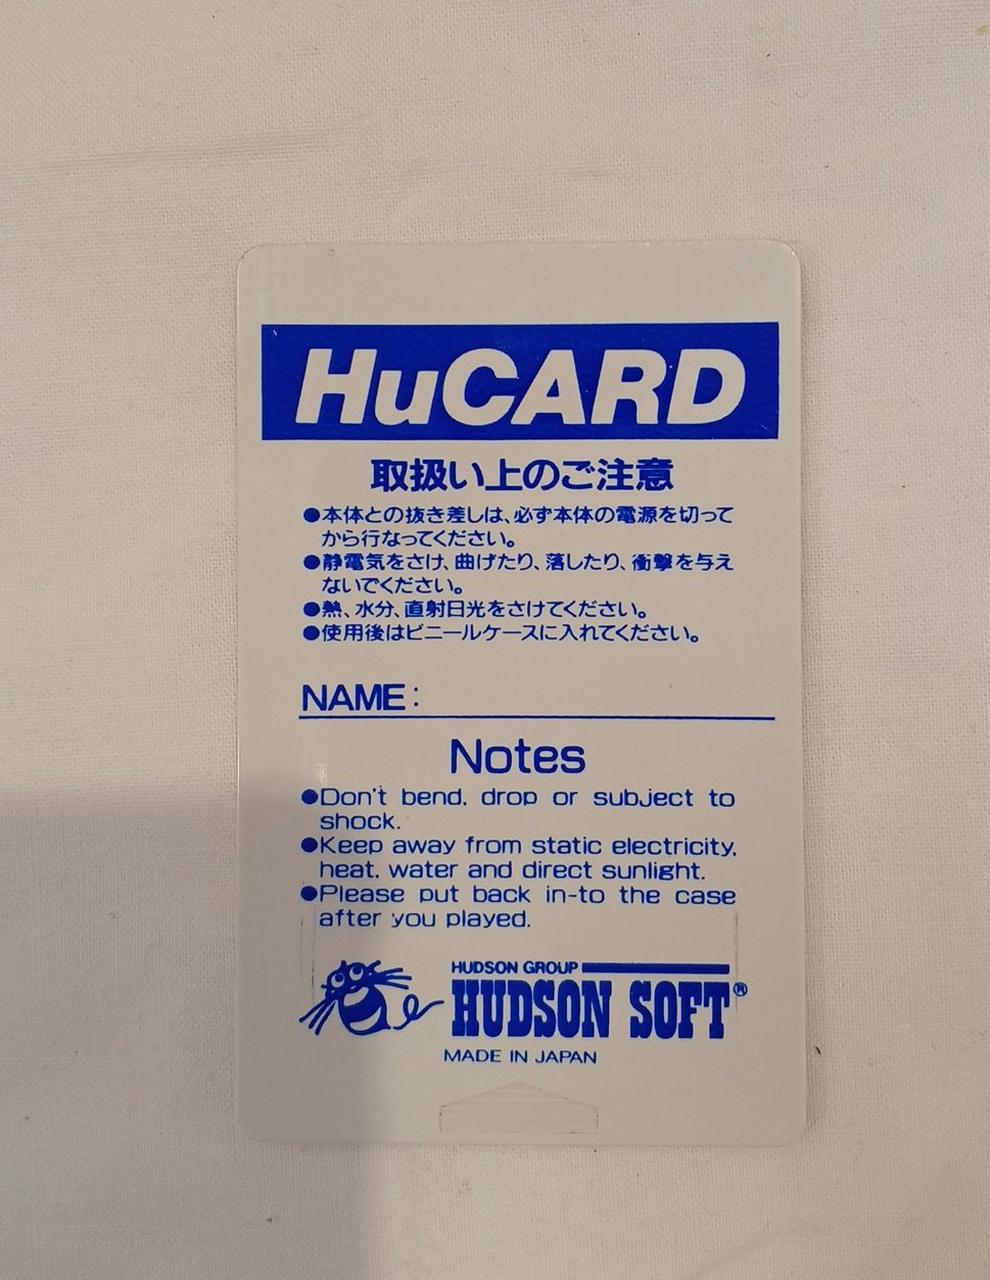 HuCARD
取扱い上のご注意
●本体との抜き差しは、必ず本体の電源を切って
から行なってください。
●静電気をさけ、曲げたり、落したり、衝撃を与え
ないでください。
●熱、水分、直射日光をさけてください。
●使用後はビニールケースに入れてください。
NAME:
Notes
●Don't bend, drop or subject to
shock.
●Keep away from static electricity,
heat, water and direct sunlight.
●Please put back in-to the case
after you played.
HUDSON GROUP
HUDSON SOFT®
MADE IN JAPAN